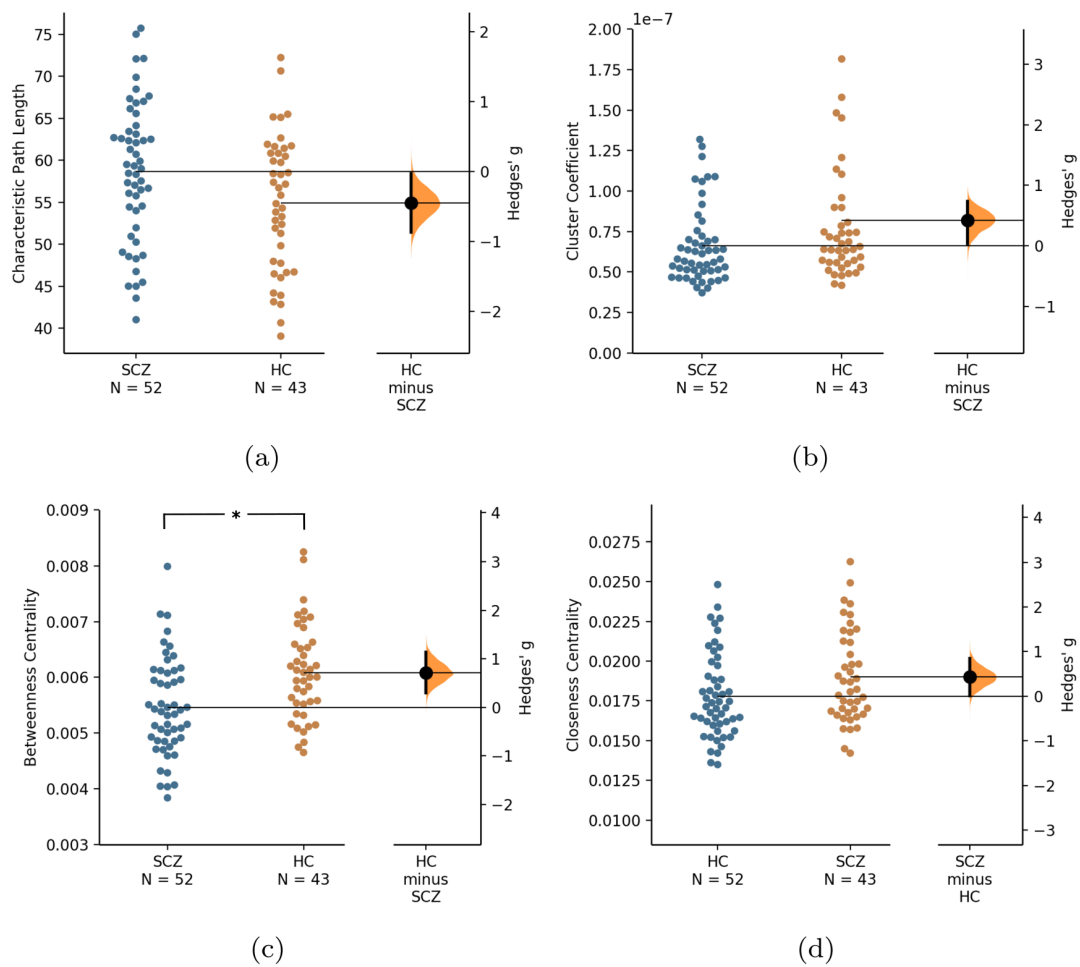 1e−7
75
70
65
60
55
50
45
40
Characteristic Path Length
2
1
0
−1
−2
Hedges' g
SCZ
N = 52
HC
N = 43
HC
minus
SCZ
(a)
2.00
1.75
1.50
1.25
1.00
0.75
0.50
0.25
0.00
Cluster Coefficient
3
2
1
0
−1
Hedges' g
SCZ
N = 52
HC
N = 43
HC
minus
SCZ
(b)
0.009
0.008
0.007
0.006
0.005
0.004
0.003
Betweenness Centrality
*
4
3
2
1
0
−1
−2
Hedges' g
SCZ
N = 52
HC
N = 43
HC
minus
SCZ
(c)
0.0275
0.0250
0.0225
0.0200
0.0175
0.0150
0.0125
0.0100
Closeness Centrality
4
3
2
1
0
−1
−2
−3
Hedges' g
HC
N = 52
SCZ
N = 43
SCZ
minus
HC
(d)